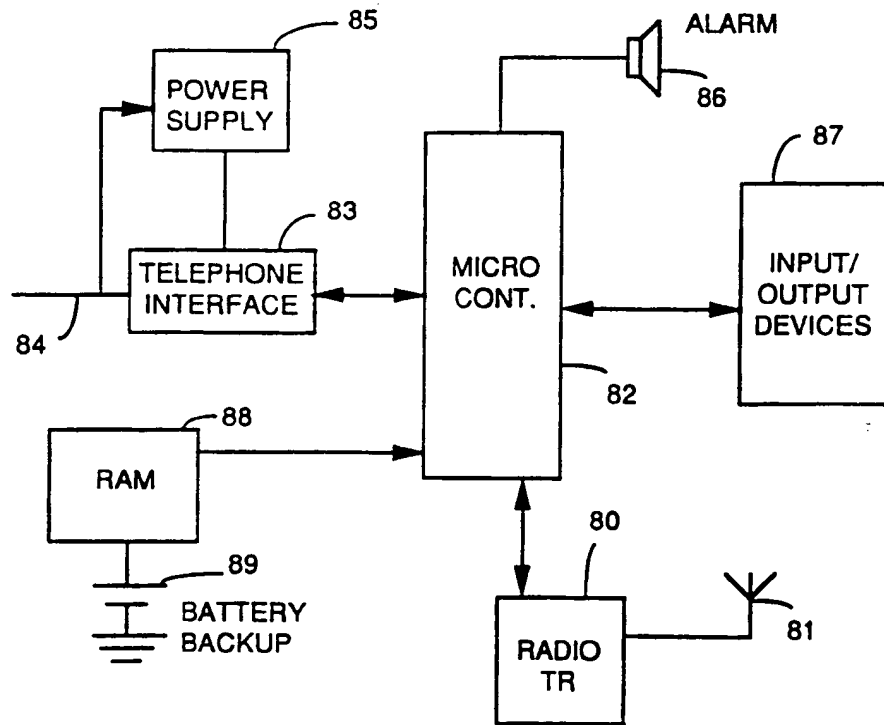 85
ALARM
POWER
SUPPLY
86
87
83
TELEPHONE
INTERFACE
MICRO
CONT.
INPUT/
OUTPUT
DEVICES
84
82
88
RAM
80
89
BATTERY
BACKUP
RADIO
TR
81